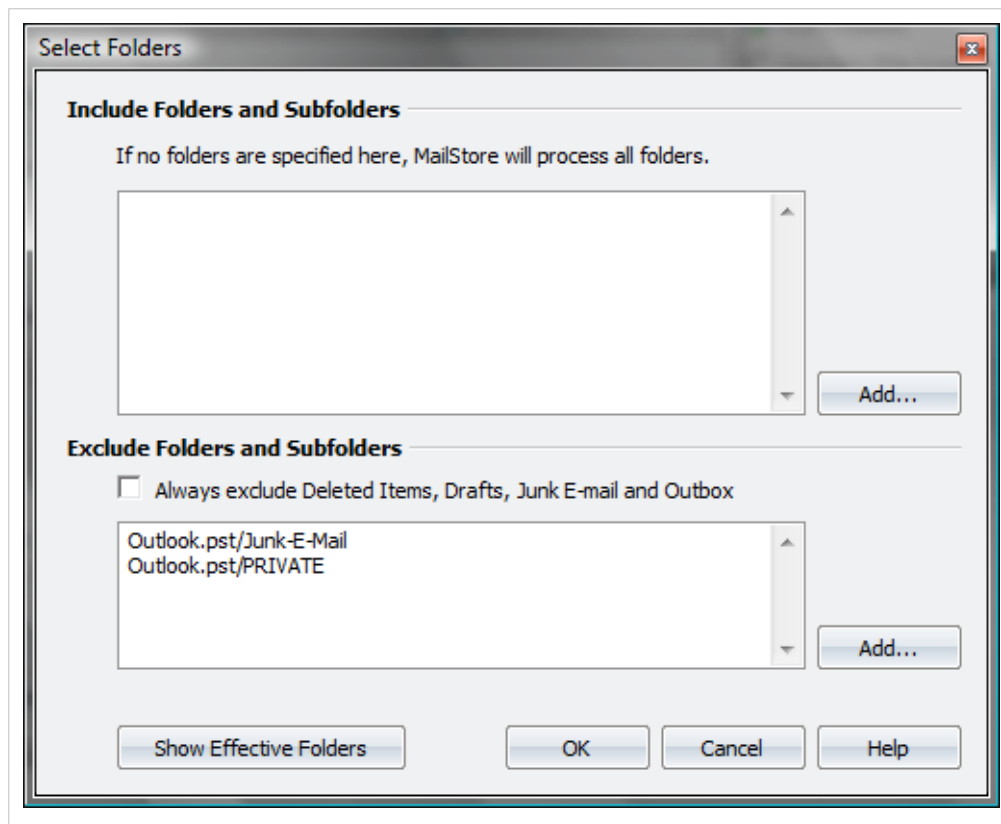 Select Folders
Include Folders and Subfolders
If no folders are specified here, MailStore will process all folders.
Add...
Exclude Folders and Subfolders
Always exclude Deleted Items, Drafts, Junk E-mail and Outbox
Outlook.pst/Junk-E-Mail
Outlook.pst/PRIVATE
Add...
Show Effective Folders OK Cancel Help